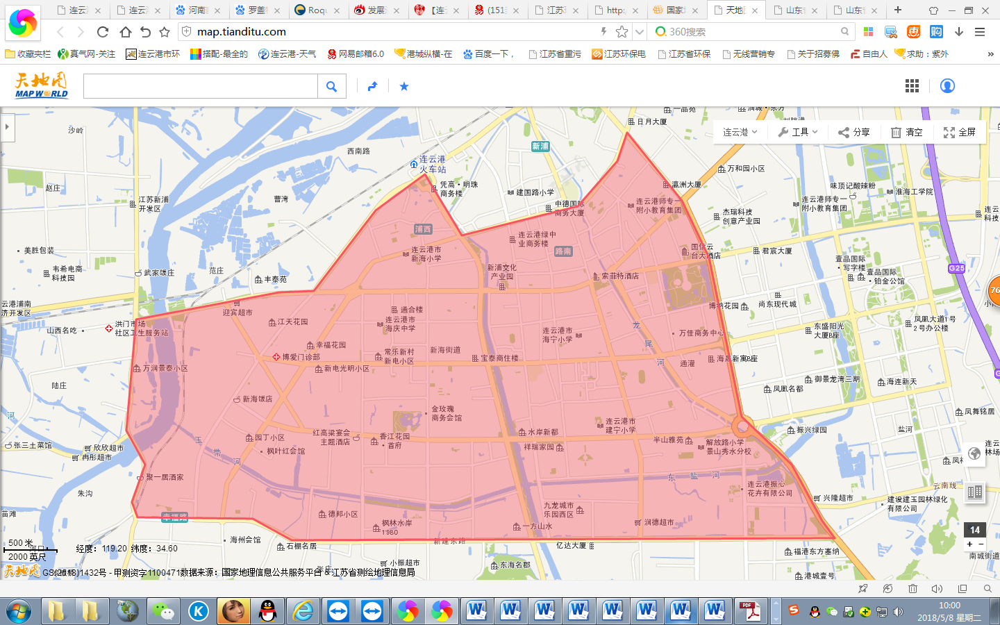 连云
连云氵
河南
罗盖
Roqu
发展
【连云
(151
江苏
http:
国家
天地
山东
山东
map.tianditu.com
360搜索
收藏夹栏
真气网-关注
连云港市环
搭配-最全的
连云港-天气
网易邮箱6.0
港域纵横-在
百度一下，
江苏省重污
江苏环保电
江苏省环保
无线营销专
关于招募佛
自由人
求助：紫外
»
天地图
MAP WORLD
连云港
工具
分享
清空
全屏
沙岭
西南路
新浦
日月大厦
一品苑
润城·东方
连云港
火车站
赵庄
江苏新浦
开发区
曹湾
凭高·明珠
商务楼
建国路小学
中德国际
商务大厦
瀛洲大厦
万和园小区
味顶记酸辣粉
淮海工学院
连云港师专一
附小教育集团
连云港师专一
附小教育集团
杰瑞科技
创意产业园
浦西
连云港绿中
业商务楼
路南
美胜包装
韦希电商
科技园
武家饭庄
范庄
丰泰苑
连云港市
新海小学
新浦文化
产业园
国信云
台大酒店
君宸大厦
壹品国际
·写字楼
壹品国际
·铂金公馆
G25
索菲特酒店
云港浦南
济开发区
迎宾超市
通合楼
博纳花园
尚东现代城
76
山西名吃
洪门市场
社区卫生服务站
江天花园
连云港市
海庆中学
连云港市
海宁小学
龙
尾
河
万佳商务中心
东盛阳光
大厦B座
凤凰大道1号
2号办公楼
幸福花园
博爱门诊部
常乐新村
新电小区
新海街道
宝泰商住楼
通灌
海晟新寓B座
万润景泰小区
新电光明小区
陆庄
凤凰名都
御景龙湾三期
海连新天
新海饭店
金玫瑰
商务会馆
凤舞铭居
河
张三土菜馆
欣欣超市
冉彤超市
玉
带
河
园丁小区
枫叶红会馆
红高粱宴会
主题酒店
香江花园
·首府
水岸新都
祥瑞家园
连云港市
建宁小学
半山雅苑
解放路小学
景山秀水分校
振兴绿园
盐河
聚一居酒家
朱沟
东
盐
河
连云港振心
花卉有限公司
云南线
兴隆超市
建设建玉园林绿化
有限公司
苗滩
幸福路
德邦小区
枫林水岸
1980
九龙城市
乐园西区
一方山水
润德超市
海州会馆
石棚名居
新建东路
亿达大厦
福港东方塞纳
南城街道
小振超市
东海名郡
港城壹号
14
+ −
500 米
2000 英尺
经度：119.20 纬度：34.60
天地图
1432号 - 甲测资字1100471数据来源：国家地理信息公共服务平台 & 江苏省测绘地理信息局
10:00
2018/5/8 星期二